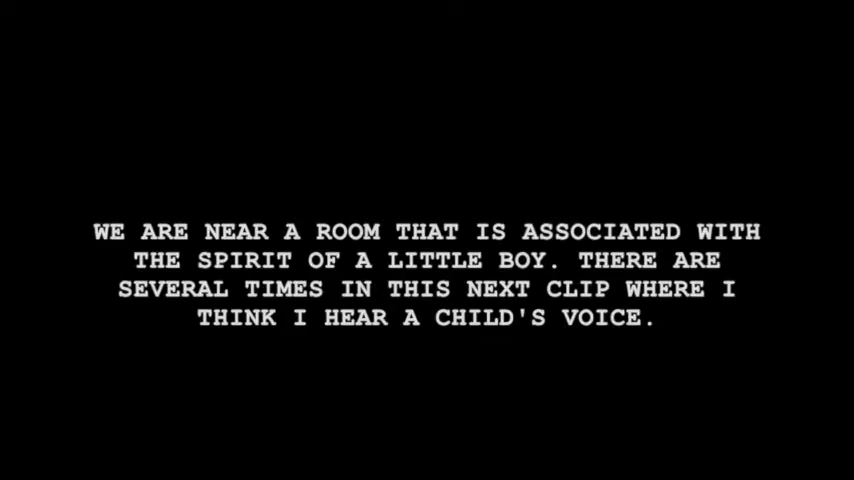 WE ARE NEAR A ROOM THAT IS ASSOCIATED WITH
THE SPIRIT OF A LITTLE BOY. THERE ARE
SEVERAL TIMES IN THIS NEXT CLIP WHERE I
THINK I HEAR A CHILD'S VOICE.